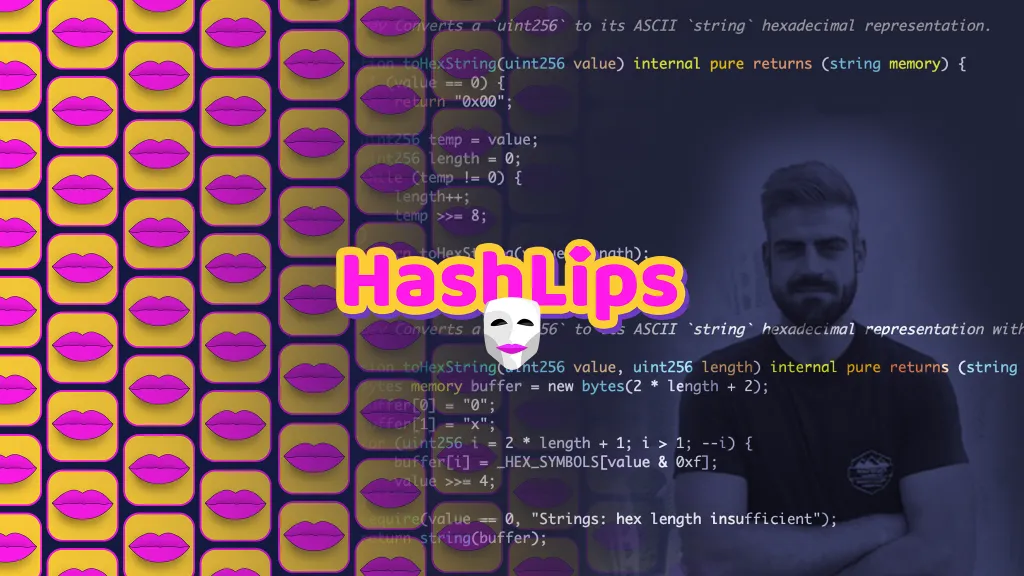 Converts a `uint256` to its ASCII `string` hexadecimal representation.
toHexString(uint256 value) internal pure returns (string memory) {
(value == 0) {
return "0x00";
uint256 temp = value;
uint256 length = 0;
(temp != 0) {
length++;
temp >>= 8;
toHexString(value, length);
HashLips
Converts a `uint256` to its ASCII `string` hexadecimal representation with
toHexString(uint256 value, uint256 length) internal pure returns (string
bytes memory buffer = new bytes(2 * length + 2);
buffer[0] = "0";
buffer[1] = "x";
(uint256 i = 2 * length + 1; i > 1; --i) {
buffer[i] = _HEX_SYMBOLS[value & 0xf];
value >>= 4;
require(value == 0, "Strings: hex length insufficient");
return string(buffer);